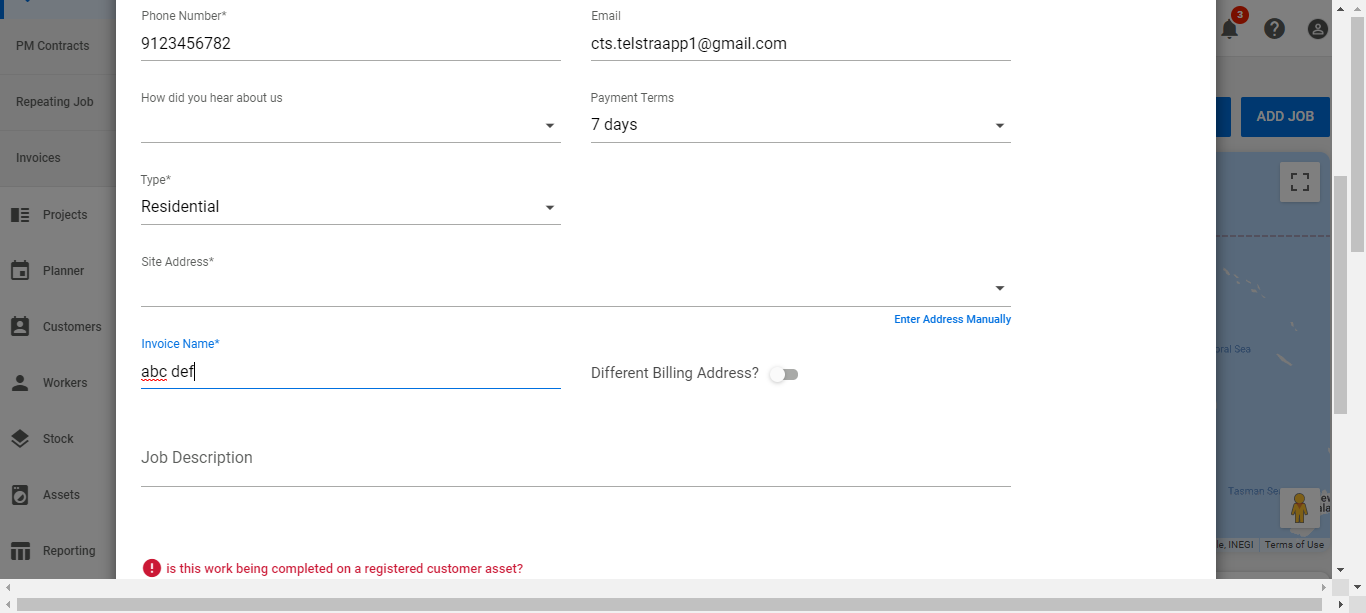 PM Contracts
Repeating Job
Invoices
Projects
Planner
Customers
Workers
Stock
Assets
Reporting
Phone Number*
9123456782
Email
cts.telstraapp1@gmail.com
How did you hear about us
Payment Terms
7 days
Type*
Residential
Site Address*
Enter Address Manually
Invoice Name*
abc def
Different Billing Address?
Job Description
is this work being completed on a registered customer asset?
3
ADD JOB
oral Sea
Tasman Se
le, INEGI
Terms of Use